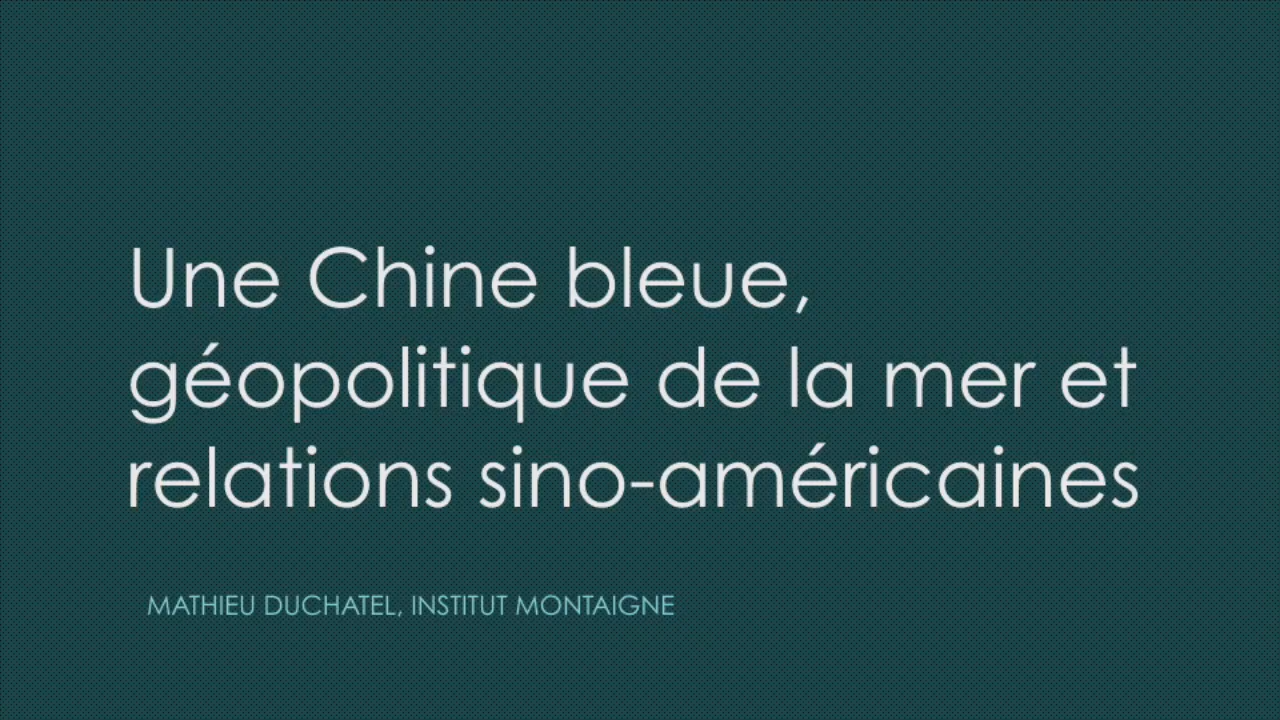 Une Chine bleue,
géopolitique de la mer et
relations sino-américaines
MATHIEU DUCHATEL, INSTITUT MONTAIGNE